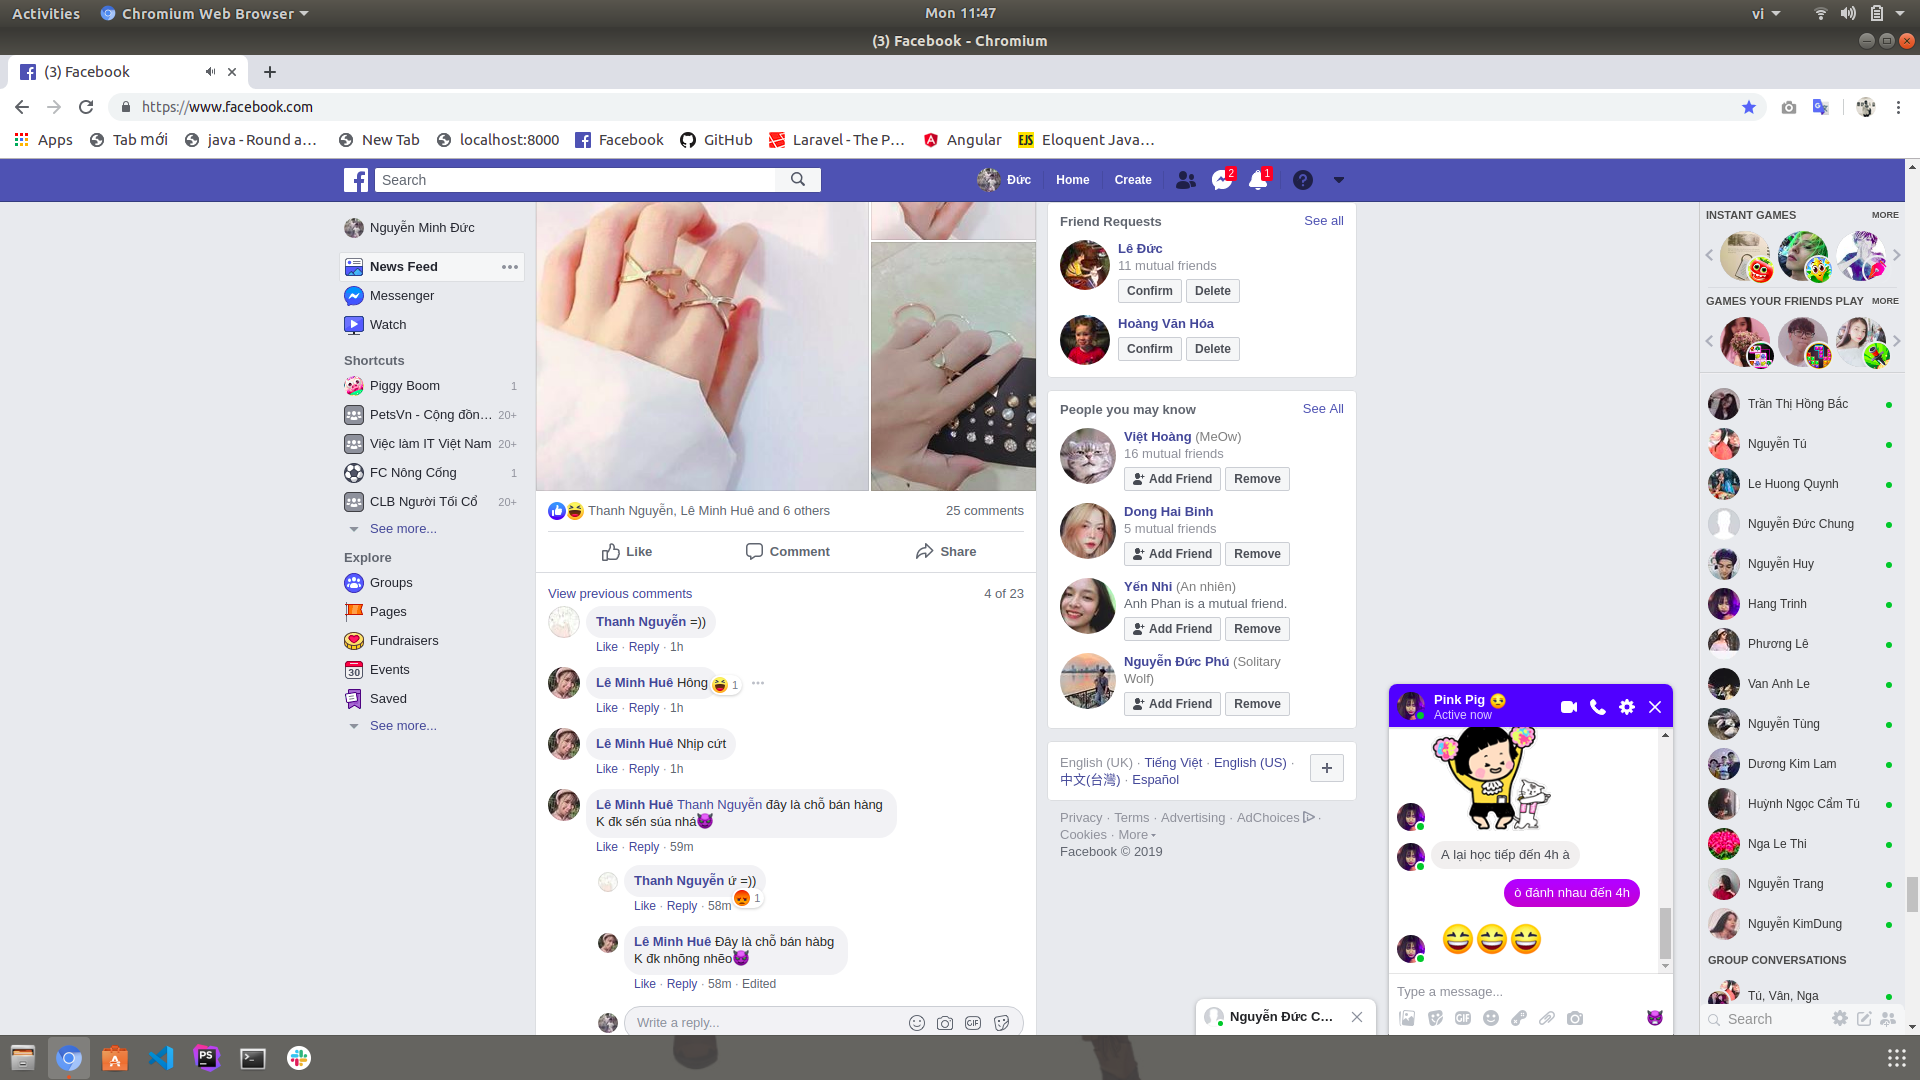 Activities
Chromium Web Browser
Mon 11:47
vi
(3) Facebook - Chromium
(3) Facebook
https://www.facebook.com
Apps
Tab mới
java - Round a…
New Tab
localhost:8000
Facebook
GitHub
Laravel - The P…
Angular
EJS
Eloquent Java…
Search
Đức
Home
Create
2
1
Nguyễn Minh Đức
News Feed
Messenger
Watch
Shortcuts
Piggy Boom 1
PetsVn - Cộng đồn… 20+
Việc làm IT Việt Nam 20+
FC Nông Cống 1
CLB Người Tối Cổ 20+
See more...
Explore
Groups
Pages
Fundraisers
30
Events
Saved
See more...
Thanh Nguyễn, Lê Minh Huê and 6 others
25 comments
Like
Comment
Share
View previous comments
4 of 23
Thanh Nguyễn =))
Like · Reply · 1h
Lê Minh Huê Hông
1
Like · Reply · 1h
Lê Minh Huê Nhịp cứt
Like · Reply · 1h
Lê Minh Huê Thanh Nguyễn đây là chỗ bán hàng
K đk sến súa nhá😈
Like · Reply · 59m
Thanh Nguyễn ứ =))
1
Like · Reply · 58m
Lê Minh Huê Đây là chỗ bán hàbg
K đk nhõng nhẽo😈
Like · Reply · 58m · Edited
Write a reply...
GIF
Friend Requests
See all
Lê Đức
11 mutual friends
Confirm
Delete
Hoàng Văn Hóa
Confirm
Delete
People you may know
See All
Việt Hoàng (MeOw)
16 mutual friends
Add Friend
Remove
Dong Hai Binh
5 mutual friends
Add Friend
Remove
Yến Nhi (An nhiên)
Anh Phan is a mutual friend.
Add Friend
Remove
Nguyễn Đức Phú (Solitary
Wolf)
Add Friend
Remove
English (UK) · Tiếng Việt · English (US) ·
中文(台灣) · Español
Privacy · Terms · Advertising · AdChoices ·
Cookies · More
Facebook © 2019
INSTANT GAMES
MORE
GAMES YOUR FRIENDS PLAY
MORE
Trần Thị Hồng Bắc
Nguyễn Tú
Le Huong Quynh
Nguyễn Đức Chung
Nguyễn Huy
Hang Trinh
Phương Lê
Van Anh Le
Nguyễn Tùng
Dương Kim Lam
Huỳnh Ngọc Cẩm Tú
Nga Le Thi
Nguyễn Trang
Nguyễn KimDung
GROUP CONVERSATIONS
Tú, Vân, Nga
Search
Pink Pig 😒
Active now
A lại học tiếp đến 4h à
ò đánh nhau đến 4h
😆😆😆
Type a message...
GIF
Nguyễn Đức C…
PS